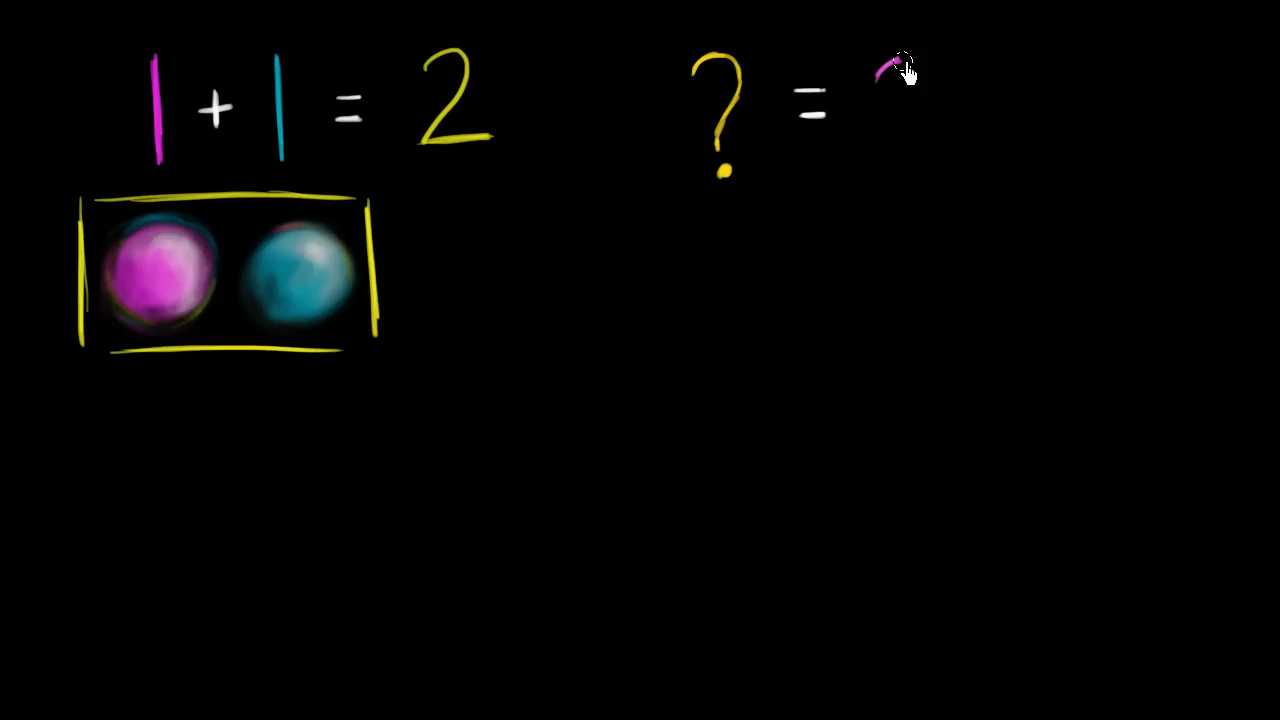 1 + 1 = 2
? =